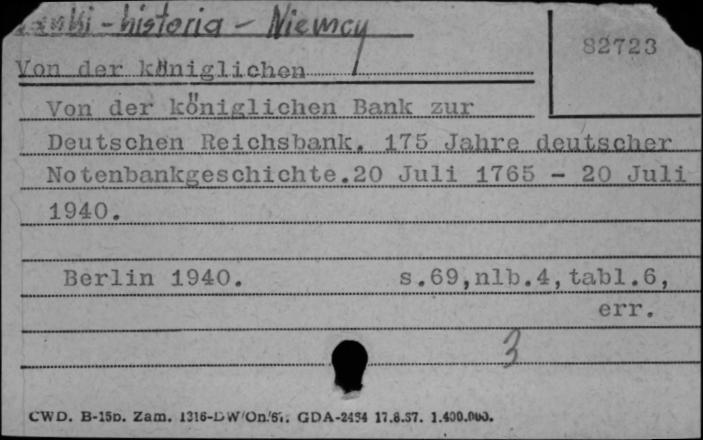 Banki - historia - Niemcy
82723
Von der königlichen
Von der königlichen Bank zur
Deutschen Reichsbank. 175 Jahre deutscher
Notenbankgeschichte.20 Juli 1765 - 20 Juli
1940.
Berlin 1940. s.69,nlb.4,tabl.6,
err.
3
CWD. B-15b. Zam. 1316-DW/On/57. GDA-2454 17.8.57. 1.400.000.